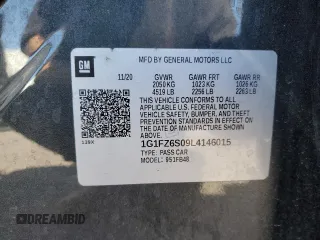 GM
MFD BY GENERAL MOTORS LLC
11/20 GVWR GAWR FRT GAWR RR
2050 KG 1023 KG 1026 KG
4519 LB 2256 LB 2263 LB
THIS VEHICLE CONFORMS TO ALL APPLICABLE
U.S. FEDERAL MOTOR
VEHICLE SAFETY, BUMPER, AND
THEFT PREVENTION STANDARDS
IN EFFECT ON THE DATE OF
MANUFACTURE SHOWN ABOVE.
1G1FZ6S09L4146015
TYPE: PASS CAR
MODEL: 951FB48
DREAMBID